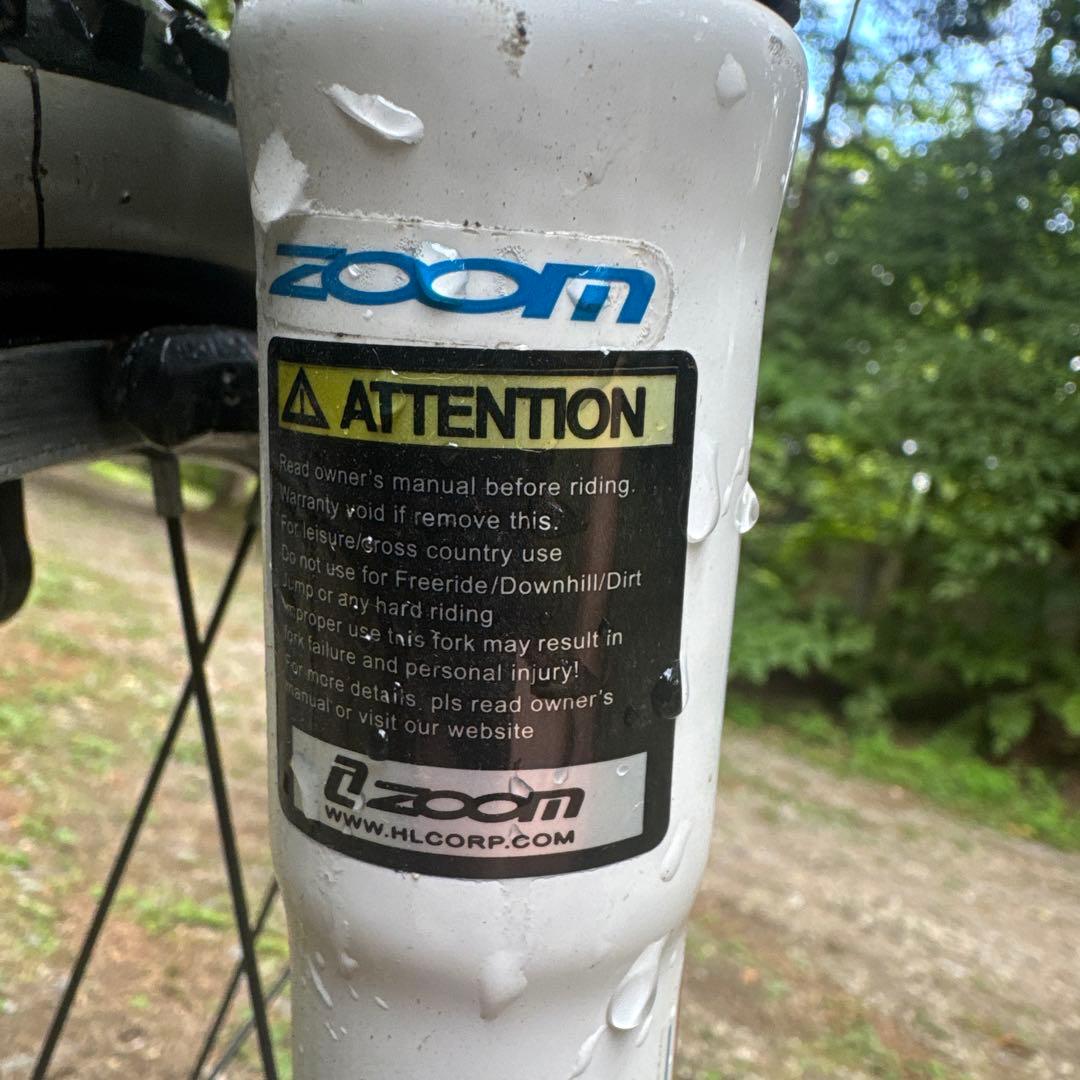 ZOOM
ATTENTION
Read owner's manual before riding.
Warranty void if remove this.
For leisure/cross country use
Do not use for Freeride/Downhill/Dirt
Jump or any hard riding
Improper use this fork may result in
fork failure and personal injury!
For more details, pls read owner's
manual or visit our website
ZOOM
WWW.HLCORP.COM